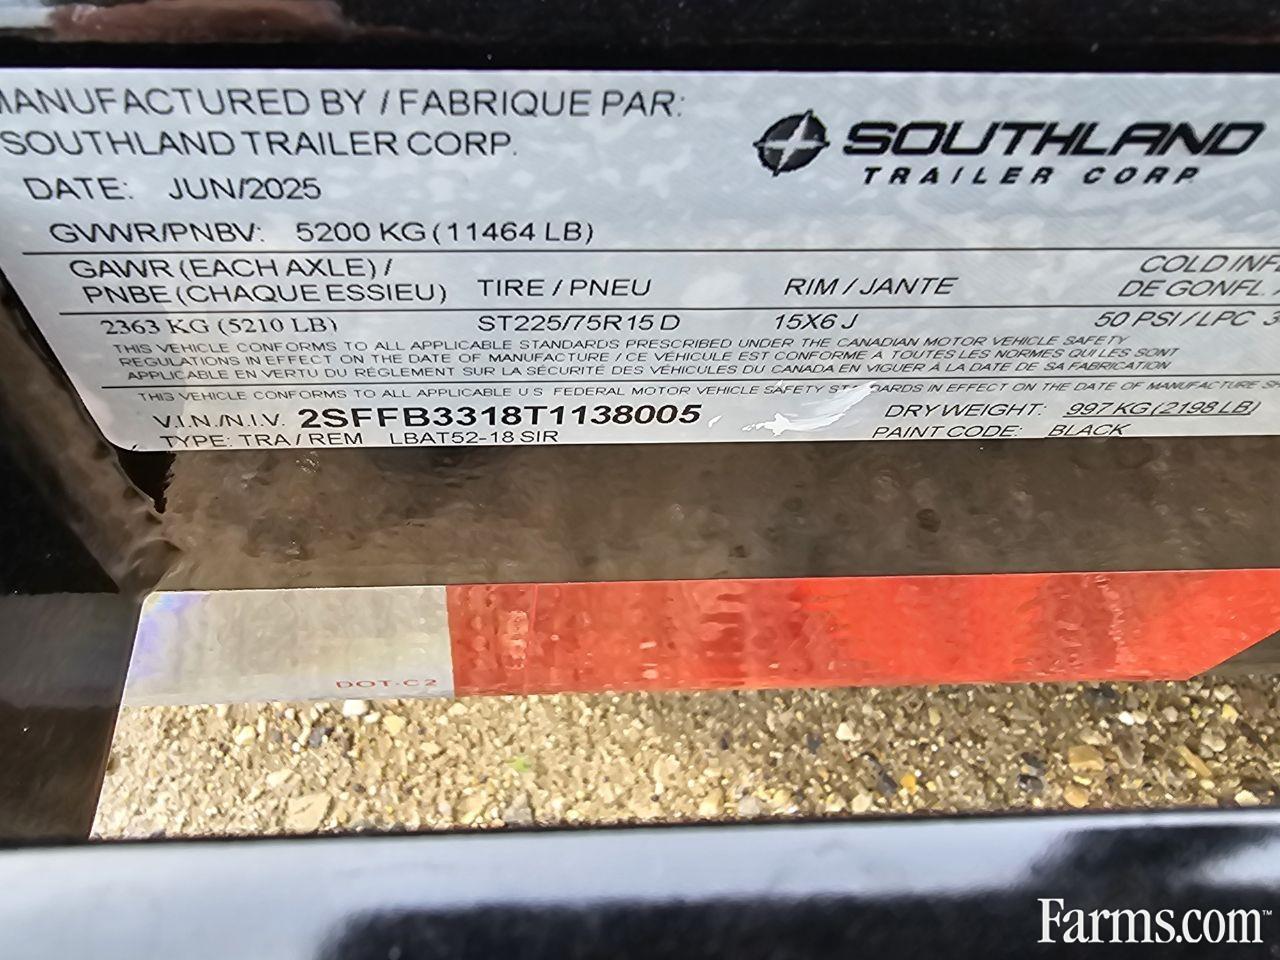 MANUFACTURED BY / FABRIQUE PAR:
SOUTHLAND TRAILER CORP.
SOUTHLAND
TRAILER CORP
DATE: JUN/2025
GVWR/PNBV: 5200 KG (11464 LB)
GAWR (EACH AXLE) /
PNBE (CHAQUE ESSIEU) TIRE / PNEU RIM / JANTE
COLD INF
DE GONFL.
2363 KG (5210 LB) ST225/75R15 D 15X6 J 50 PSI / LPC 3
THIS VEHICLE CONFORMS TO ALL APPLICABLE STANDARDS PRESCRIBED UNDER THE CANADIAN MOTOR VEHICLE SAFETY
REGULATIONS IN EFFECT ON THE DATE OF MANUFACTURE / CE VÉHICULE EST CONFORME A TOUTES LES NORMES QUI LES SONT
APPLICABLE EN VERTU DU RÉGLEMENT SUR LA SÉCURITÉ DES VÉHICULES DU CANADA EN VIGUER À LA DATE DE SA FABRICATION
THIS VEHICLE CONFORMS TO ALL APPLICABLE U S FEDERAL MOTOR VEHICLE SAFETY STANDARDS IN EFFECT ON THE DATE OF MANUFACTURE
V.I.N./N.I.V. 2SFFB3318T1138005 DRY WEIGHT: 997 KG (2198 LB)
TYPE: TRA / REM LBAT52-18 SIR PAINT CODE: BLACK
DOT-C2
Farms.com™